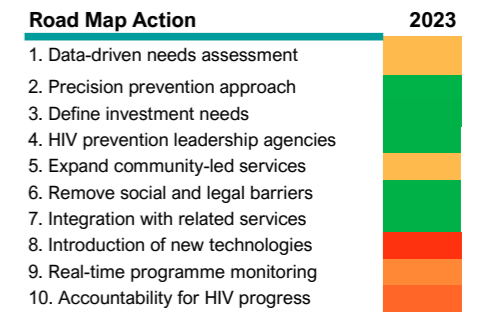 Road Map Action 2023
1. Data-driven needs assessment
2. Precision prevention approach
3. Define investment needs
4. HIV prevention leadership agencies
5. Expand community-led services
6. Remove social and legal barriers
7. Integration with related services
8. Introduction of new technologies
9. Real-time programme monitoring
10. Accountability for HIV progress